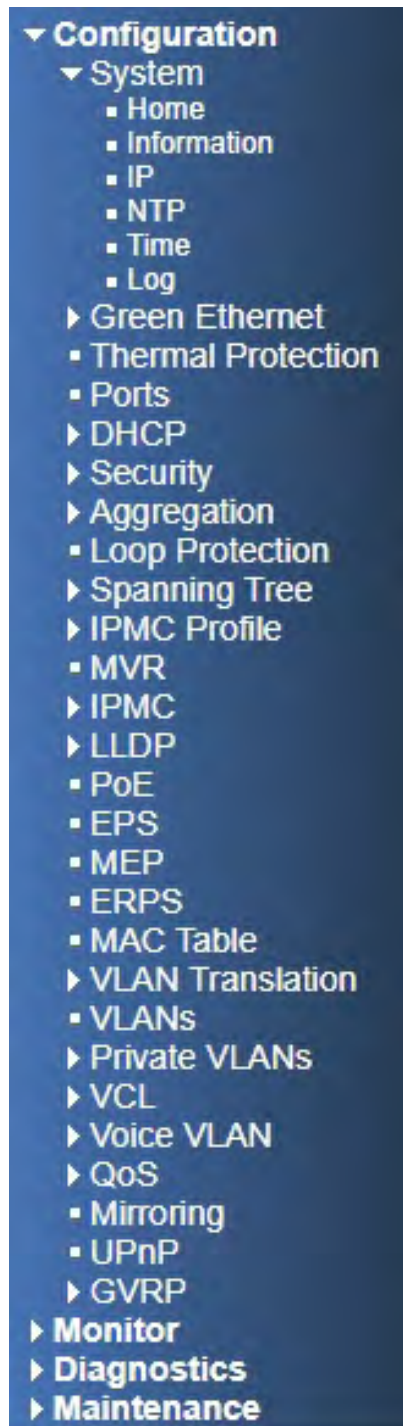 Configuration
System
Home
Information
IP
NTP
Time
Log
Green Ethernet
Thermal Protection
Ports
DHCP
Security
Aggregation
Loop Protection
Spanning Tree
IPMC Profile
MVR
IPMC
LLDP
PoE
EPS
MEP
ERPS
MAC Table
VLAN Translation
VLANs
Private VLANs
VCL
Voice VLAN
QoS
Mirroring
UPnP
GVRP
Monitor
Diagnostics
Maintenance